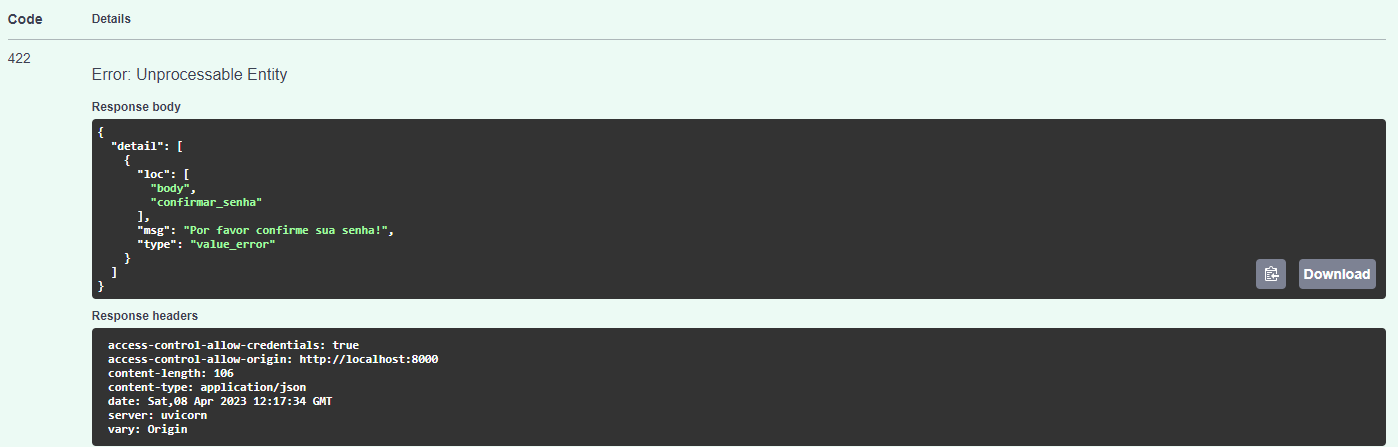 Code Details
422
Error: Unprocessable Entity
Response body
{
"detail": [
{
"loc": [
"body",
"confirmar_senha"
],
"msg": "Por favor confirme sua senha!",
"type": "value_error"
}
]
}
Download
Response headers
access-control-allow-credentials: true
access-control-allow-origin: http://localhost:8000
content-length: 106
content-type: application/json
date: Sat,08 Apr 2023 12:17:34 GMT
server: uvicorn
vary: Origin